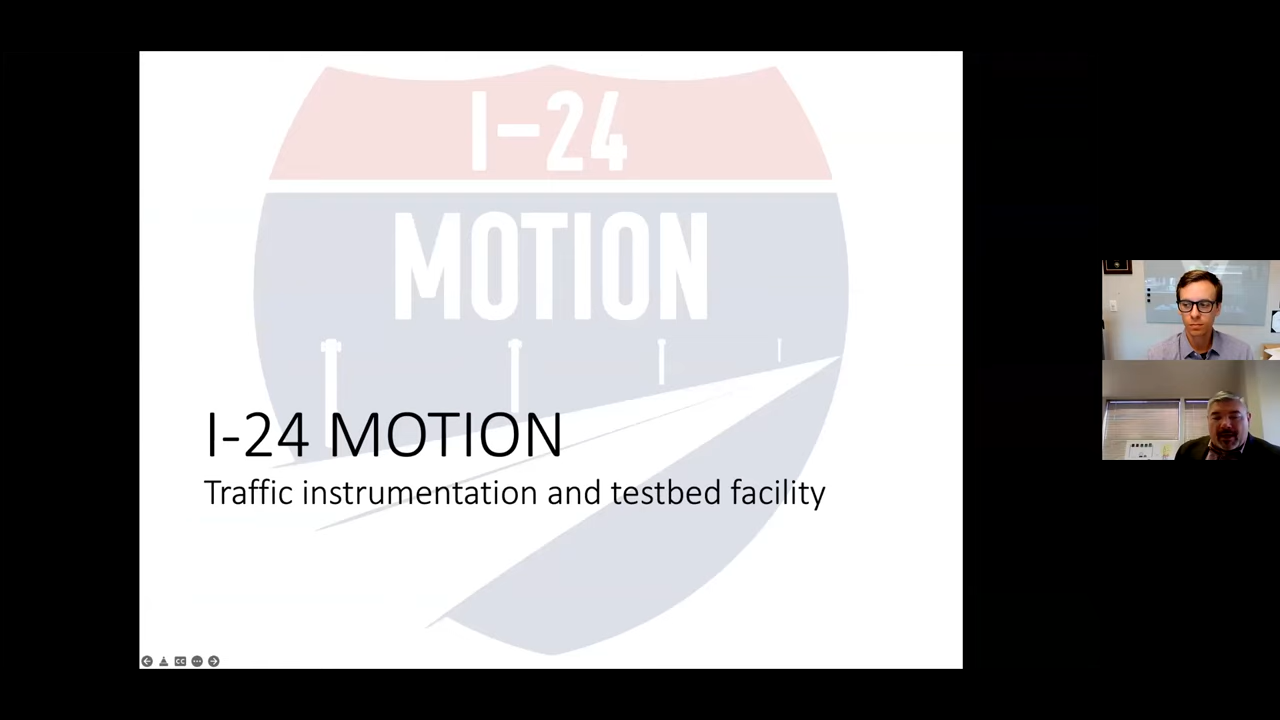 I-24
MOTION
I-24 MOTION
Traffic instrumentation and testbed facility